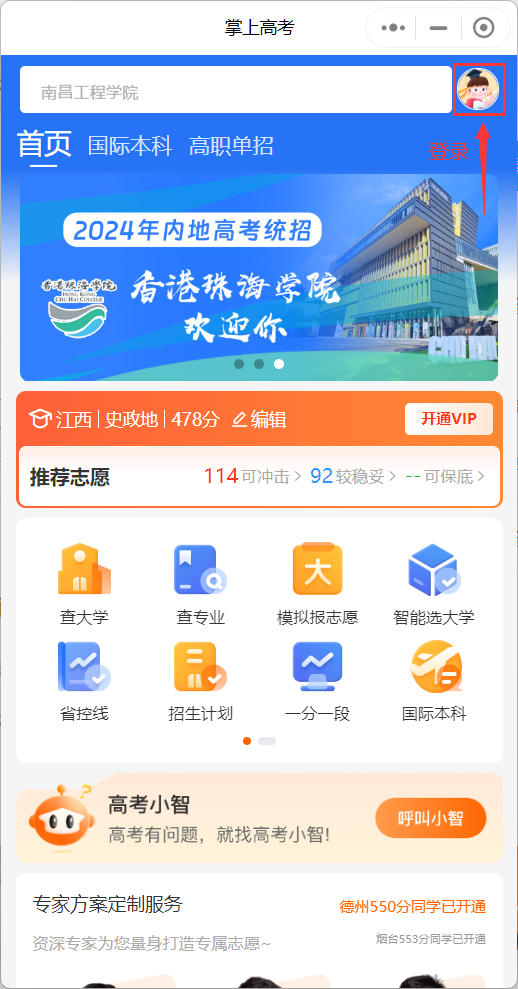 掌上高考
南昌工程学院
登录
首页 国际本科 高职单招
2024年内地高考统招
香港珠海学院
HONG KONG
CHU HAI COLLEGE
香港珠海学院
欢迎你
江西 | 史政地 | 478分 编辑
开通VIP
推荐志愿 114可冲击 > 92较稳妥 > --可保底 >
查大学 查专业 模拟报志愿 智能选大学
省控线 招生计划 一分一段 国际本科
高考小智
高考有问题，就找高考小智!
呼叫小智
专家方案定制服务
德州550分同学已开通
资深专家为您量身打造专属志愿~
烟台553分同学已开通